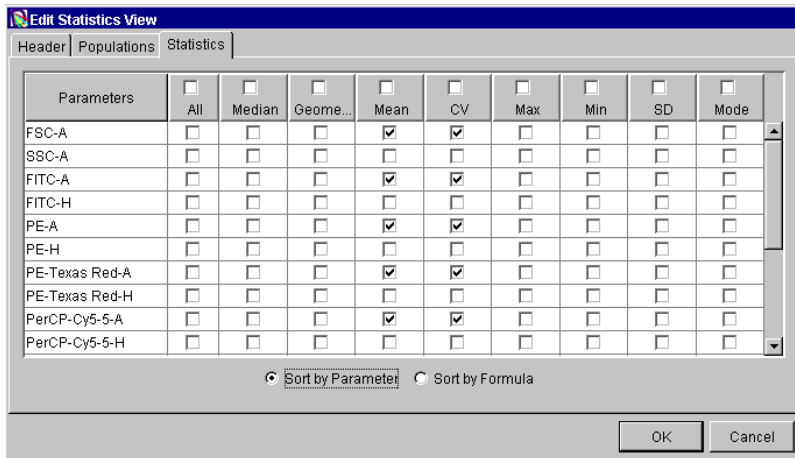 Edit Statistics View
Header Populations Statistics
Parameters All Median Geome... Mean CV Max Min SD Mode
FSC-A
SSC-A
FITC-A
FITC-H
PE-A
PE-H
PE-Texas Red-A
PE-Texas Red-H
PerCP-Cy5-5-A
PerCP-Cy5-5-H
Sort by Parameter Sort by Formula
OK Cancel